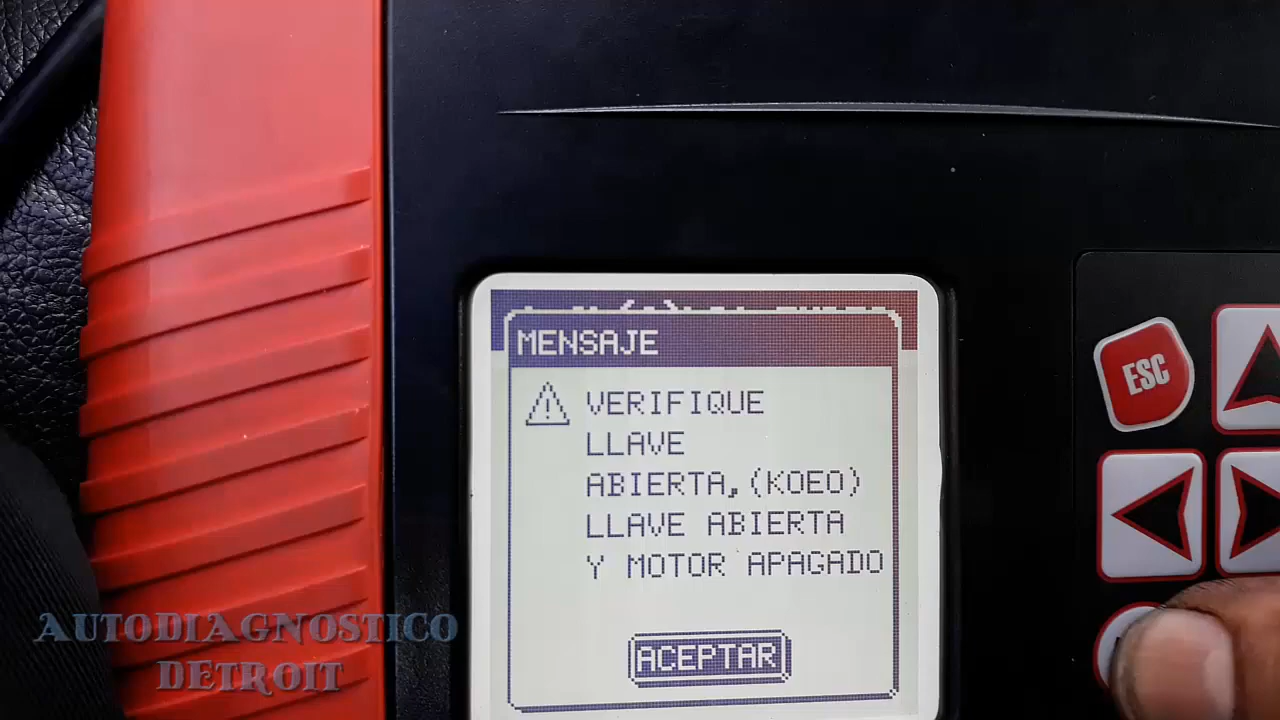 MENSAJE
VERIFIQUE
LLAVE
ABIERTA,(KOEO)
LLAVE ABIERTA
Y MOTOR APAGADO
ACEPTAR
ESC
AUTODIAGNOSTICO
DETROIT